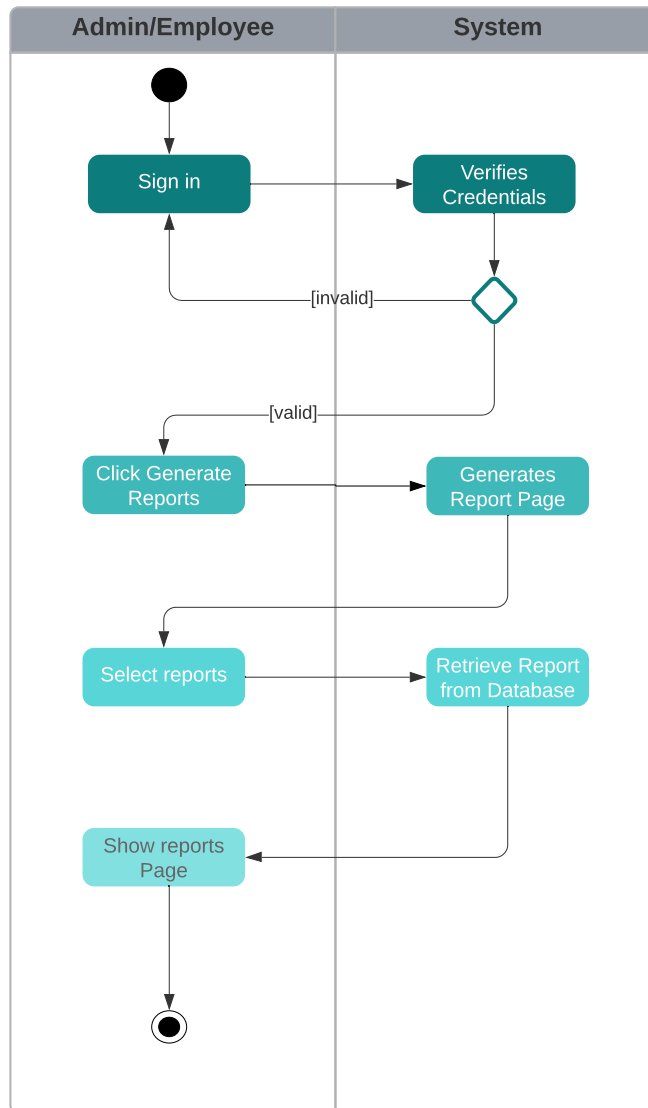 Admin/Employee
System
Sign in
Verifies
Credentials
[invalid]
[valid]
Click Generate
Reports
Generates
Report Page
Select reports
Retrieve Report
from Database
Show reports
Page